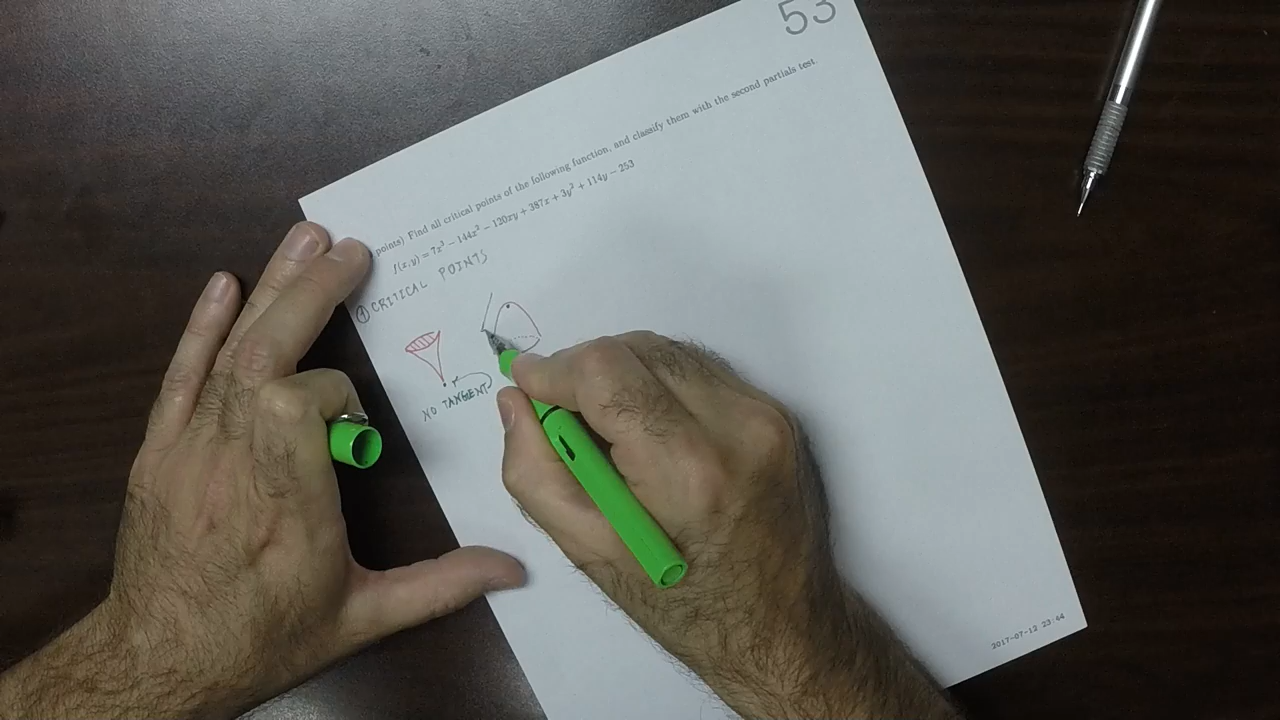 53
points) Find all critical points of the following function, and classify them with the second partials test.
f(x, y) = 7x³ − 144x² − 120xy + 387x + 3y² + 114y − 253
① CRITICAL POINTS
NO TANGENT
2017-07-12 23:44